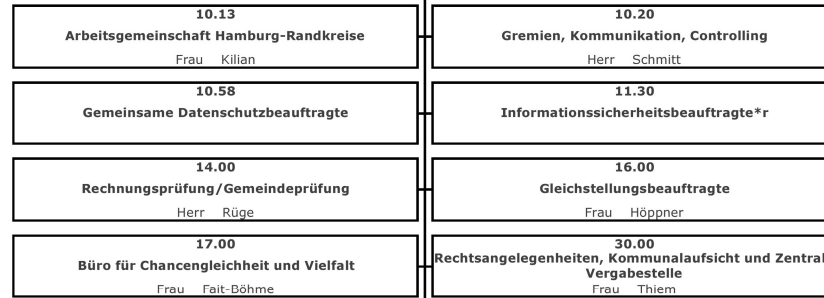 10.13
Arbeitsgemeinschaft Hamburg-Randkreise
Frau Kilian
10.20
Gremien, Kommunikation, Controlling
Herr Schmitt
10.58
Gemeinsame Datenschutzbeauftragte
11.30
Informationssicherheitsbeauftragte*r
14.00
Rechnungsprüfung/Gemeindeprüfung
Herr Rüge
16.00
Gleichstellungsbeauftragte
Frau Höppner
17.00
Büro für Chancengleichheit und Vielfalt
Frau Fait-Böhme
30.00
Rechtsangelegenheiten, Kommunalaufsicht und Zentral
Vergabestelle
Frau Thiem